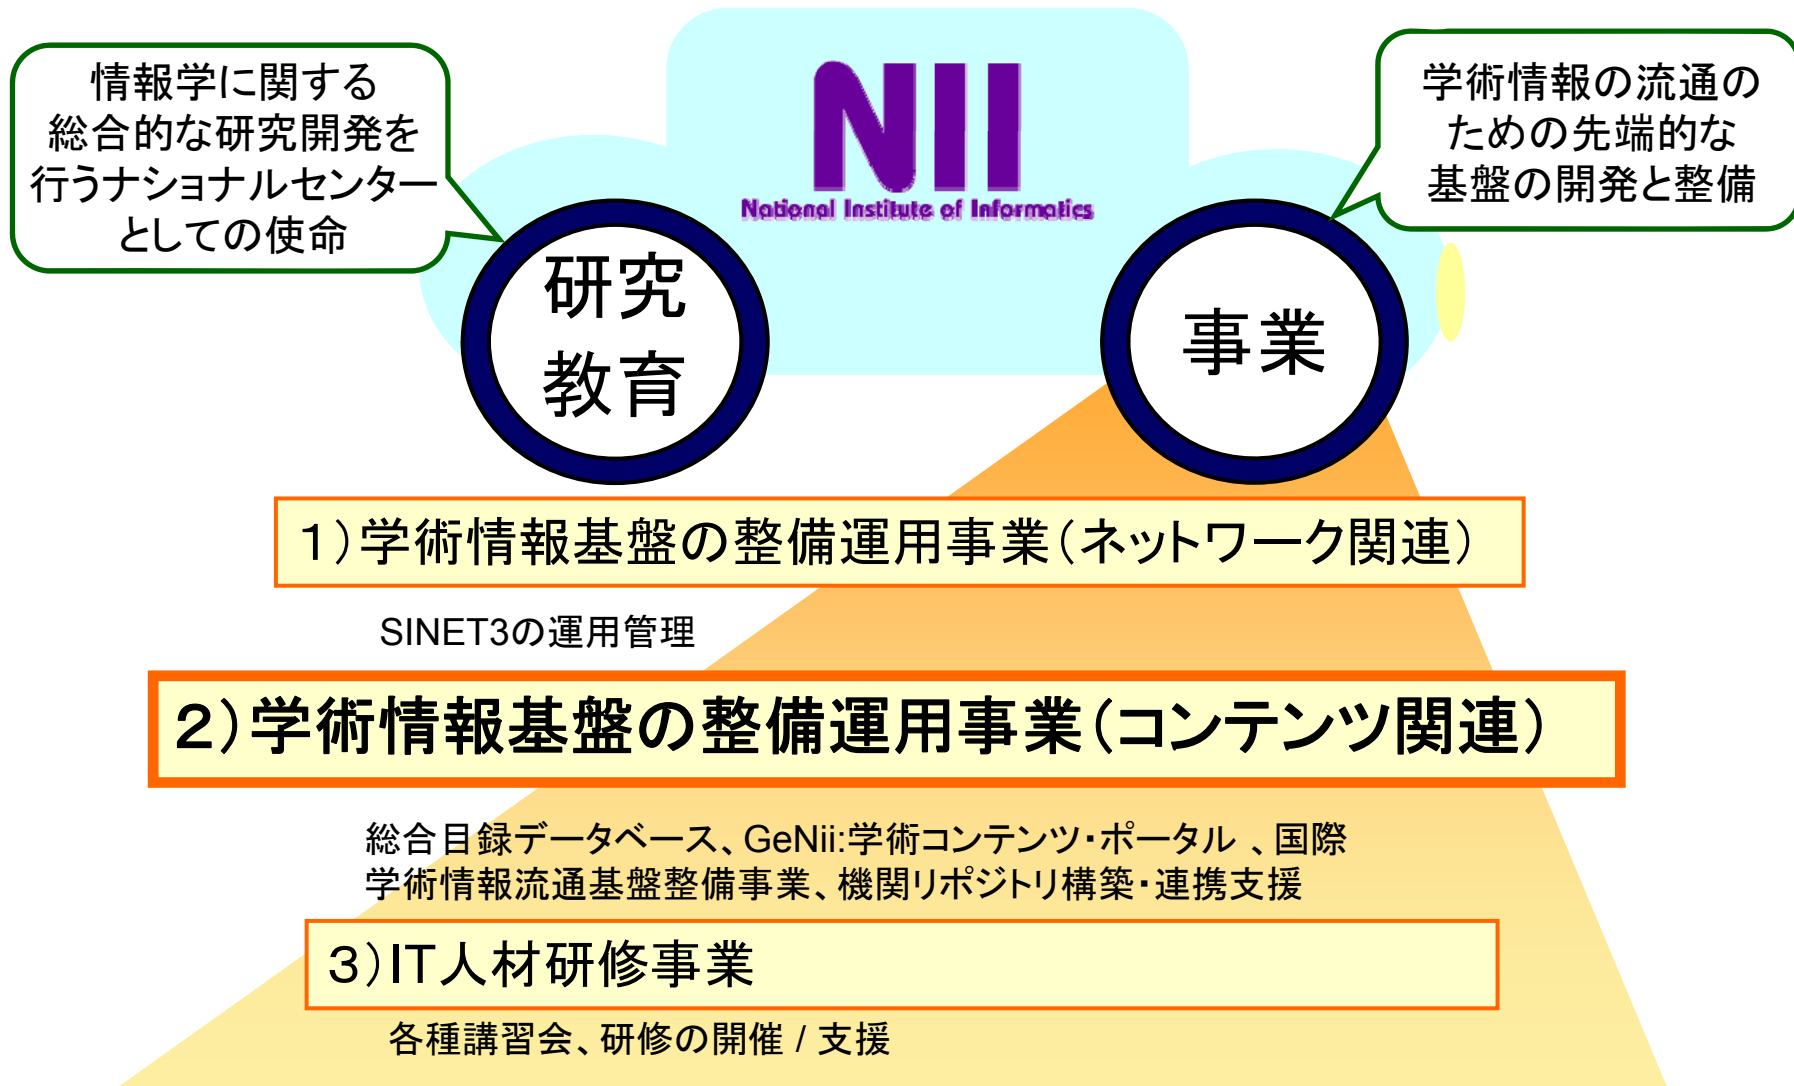 情報学に関する
総合的な研究開発を
行うナショナルセンター
としての使命
NII
National Institute of Informatics
学術情報の流通の
ための先端的な
基盤の開発と整備
研究
教育
事業
１）学術情報基盤の整備運用事業（ネットワーク関連）
SINET3の運用管理
２）学術情報基盤の整備運用事業（コンテンツ関連）
総合目録データベース、GeNii:学術コンテンツ・ポータル 、国際
学術情報流通基盤整備事業、機関リポジトリ構築・連携支援
３）IT人材研修事業
各種講習会、研修の開催 / 支援